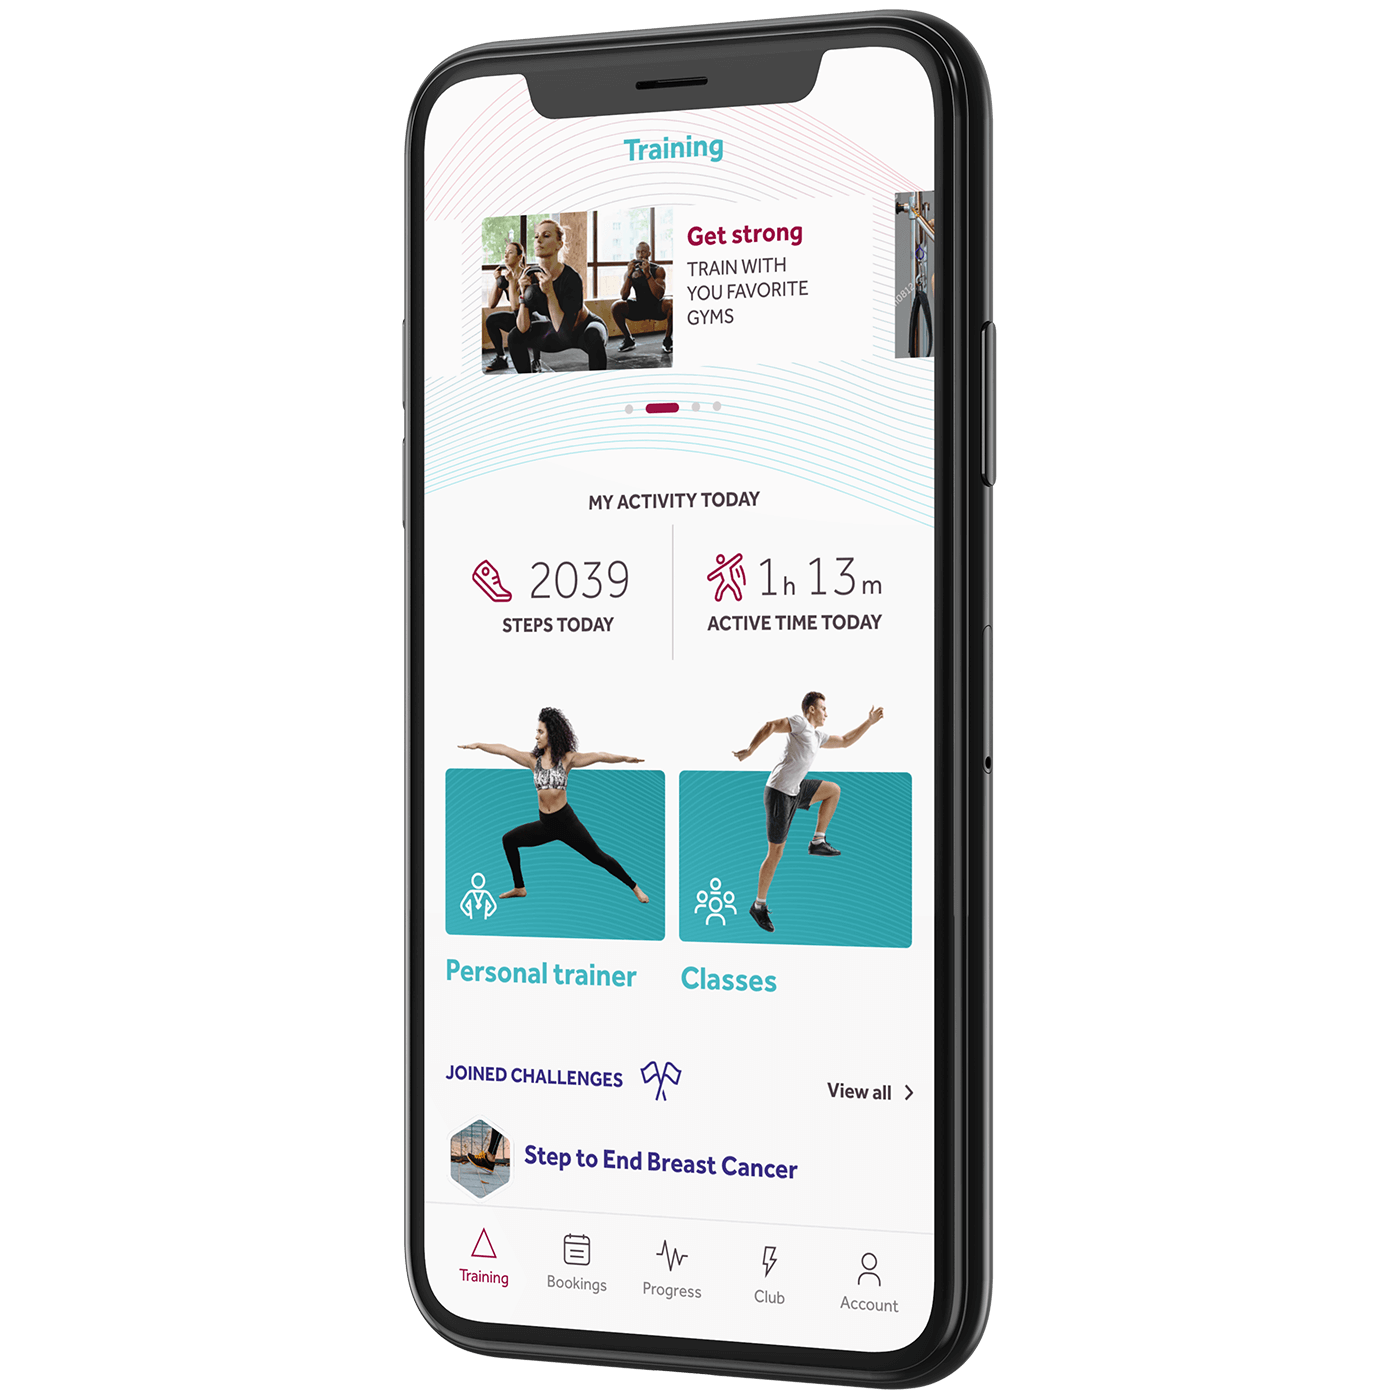 Training
Get strong
TRAIN WITH
YOU FAVORITE
GYMS
MY ACTIVITY TODAY
2039
STEPS TODAY
1h 13m
ACTIVE TIME TODAY
Personal trainer
Classes
JOINED CHALLENGES
View all
Step to End Breast Cancer
Training
Bookings
Progress
Club
Account